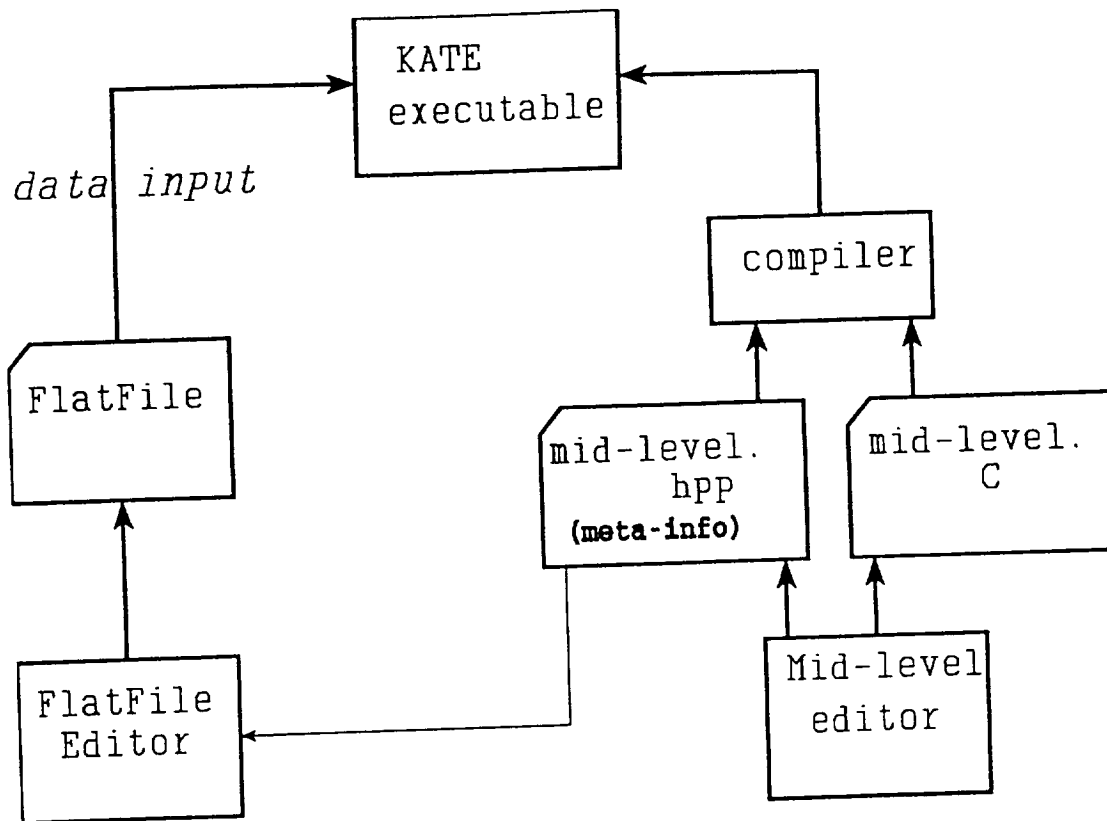 KATE
executable
data input
compiler
FlatFile
mid-level.
hpp
(meta-info)
mid-level.
C
FlatFile
Editor
Mid-level
editor